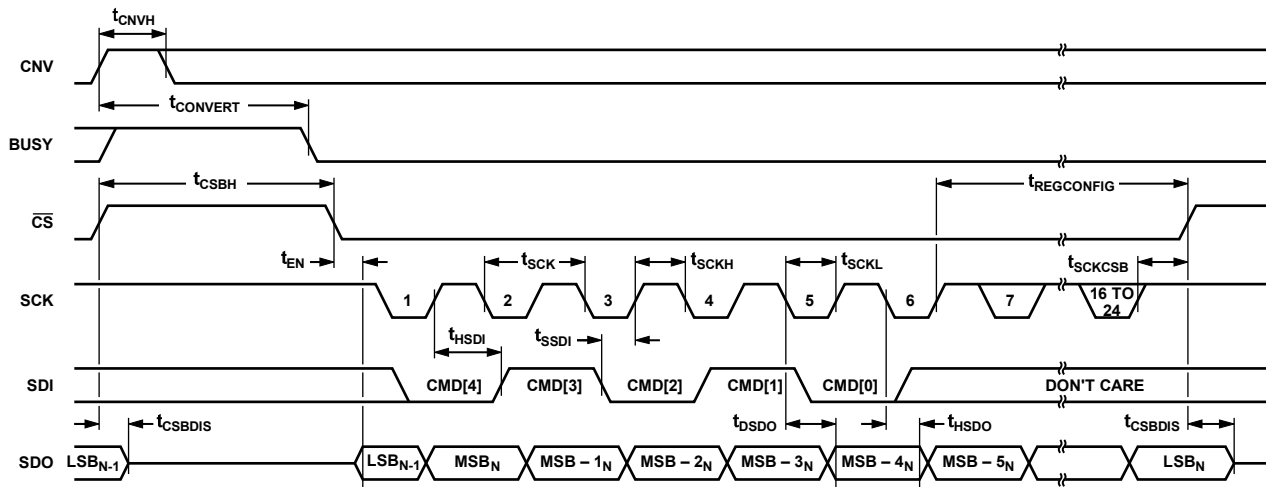 tCNVH
CNV
tCONVERT
BUSY
tCSBH
tREGCONFIG
CS
tEN
tSCK
tSCKH
tSCKL
tSCKCSB
SCK
1
2
3
4
5
6
7
16 TO
24
tHSDI
tSSDI
SDI
CMD[4]
CMD[3]
CMD[2]
CMD[1]
CMD[0]
DON'T CARE
tCSBDIS
tDSDO
tHSDO
tCSBDIS
SDO
LSBN-1
LSBN-1
MSBN
MSB – 1N
MSB – 2N
MSB – 3N
MSB – 4N
MSB – 5N
LSBN